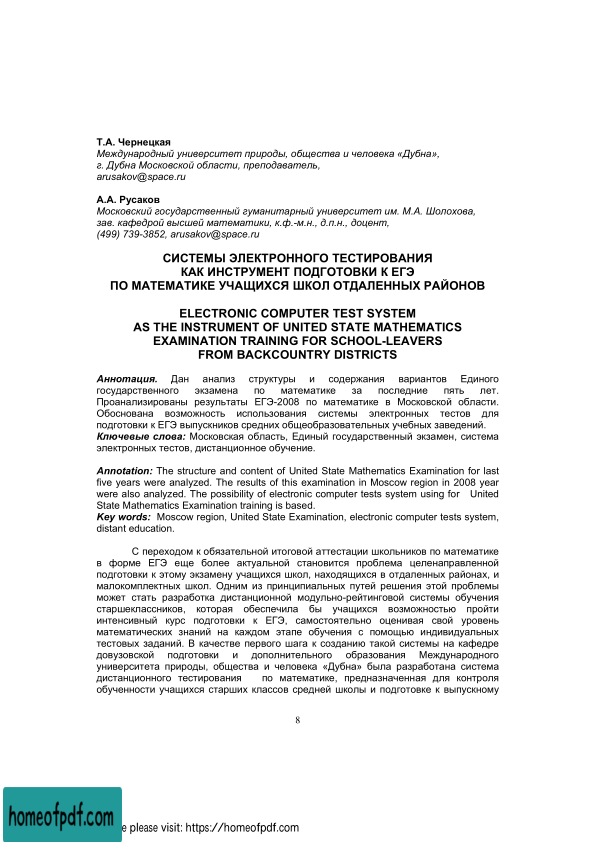 Т.А. Чернецкая
Международный университет природы, общества и человека «Дубна»,
г. Дубна Московской области, преподаватель,
arusakov@space.ru
А.А. Русаков
Московский государственный гуманитарный университет им. М.А. Шолохова,
зав. кафедрой высшей математики, к.ф.-м.н., д.п.н., доцент,
(499) 739-3852, arusakov@space.ru
СИСТЕМЫ ЭЛЕКТРОННОГО ТЕСТИРОВАНИЯ
КАК ИНСТРУМЕНТ ПОДГОТОВКИ К ЕГЭ
ПО МАТЕМАТИКЕ УЧАЩИХСЯ ШКОЛ ОТДАЛЕННЫХ РАЙОНОВ
ELECTRONIC COMPUTER TEST SYSTEM
AS THE INSTRUMENT OF UNITED STATE MATHEMATICS
EXAMINATION TRAINING FOR SCHOOL-LEAVERS
FROM BACKCOUNTRY DISTRICTS
Аннотация. Дан анализ структуры и содержания вариантов Единого
государственного экзамена по математике за последние пять лет.
Проанализированы результаты ЕГЭ-2008 по математике в Московской области.
Обоснована возможность использования системы электронных тестов для
подготовки к ЕГЭ выпускников средних общеобразовательных учебных заведений.
Ключевые слова: Московская область, Единый государственный экзамен, система
электронных тестов, дистанционное обучение.
Annotation: The structure and content of United State Mathematics Examination for last
five years were analyzed. The results of this examination in Moscow region in 2008 year
were also analyzed. The possibility of electronic computer tests system using for United
State Mathematics Examination training is based.
Key words: Moscow region, United State Examination, electronic computer tests system,
distant education.
С переходом к обязательной итоговой аттестации школьников по математике
в форме ЕГЭ еще более актуальной становится проблема целенаправленной
подготовки к этому экзамену учащихся школ, находящихся в отдаленных районах, и
малокомплектных школ. Одним из принципиальных путей решения этой проблемы
может стать разработка дистанционной модульно-рейтинговой системы обучения
старшеклассников, которая обеспечила бы учащихся возможностью пройти
интенсивный курс подготовки к ЕГЭ, самостоятельно оценивая свой уровень
математических знаний на каждом этапе обучения с помощью индивидуальных
тестовых заданий. В качестве первого шага к созданию такой системы на кафедре
довузовской подготовки и дополнительного образования Международного
университета природы, общества и человека «Дубна» была разработана система
дистанционного тестирования по математике, предназначенная для контроля
обученности учащихся старших классов средней школы и подготовке к выпускному
8
homeofpdf.com
e please visit: https://homeofpdf.com